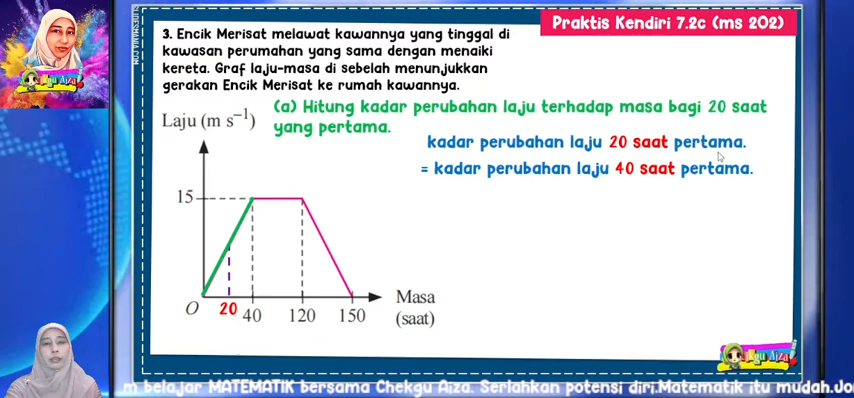 Praktis Kendiri 7.2c (ms 202)
3. Encik Merisat melawat kawannya yang tinggal di
kawasan perumahan yang sama dengan menaiki
kereta. Graf laju-masa di sebelah menunjukkan
gerakan Encik Merisat ke rumah kawannya.
(a) Hitung kadar perubahan laju terhadap masa bagi 20 saat
yang pertama.
kadar perubahan laju 20 saat pertama.
= kadar perubahan laju 40 saat pertama.
Laju (m s⁻¹)
15
O 20 40 120 150
Masa
(saat)
Kgu Aiza
m belajar MATEMATIK bersama Chekgu Aiza. Serlahkan potensi diri.Matematik itu mudah.Jo